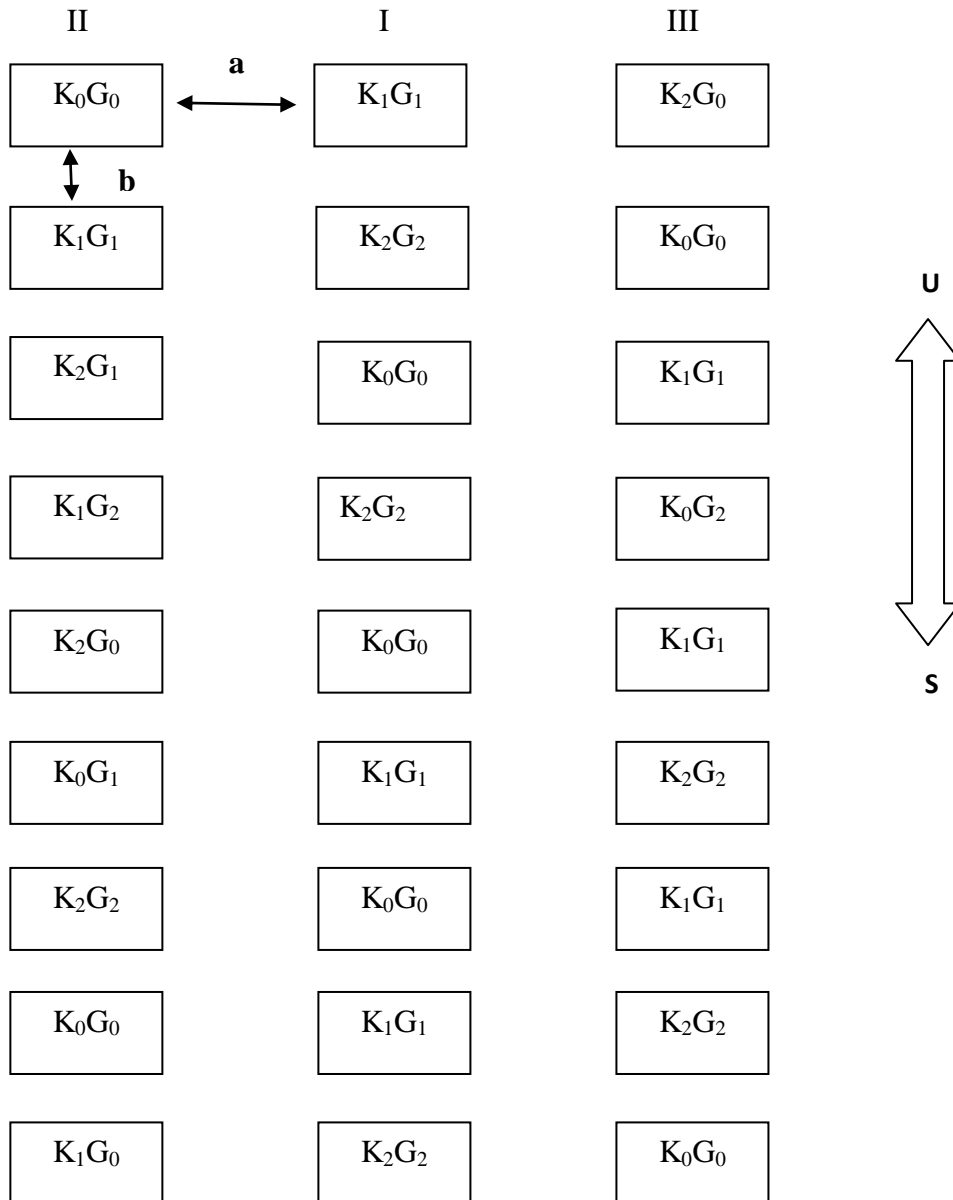 II I III
a
K₀G₀ K₁G₁ K₂G₀
b
K₁G₁ K₂G₂ K₀G₀
U
K₂G₁ K₀G₀ K₁G₁
K₁G₂ K₂G₂ K₀G₂
K₂G₀ K₀G₀ K₁G₁
S
K₀G₁ K₁G₁ K₂G₂
K₂G₂ K₀G₀ K₁G₁
K₀G₀ K₁G₁ K₂G₂
K₁G₀ K₂G₂ K₀G₀